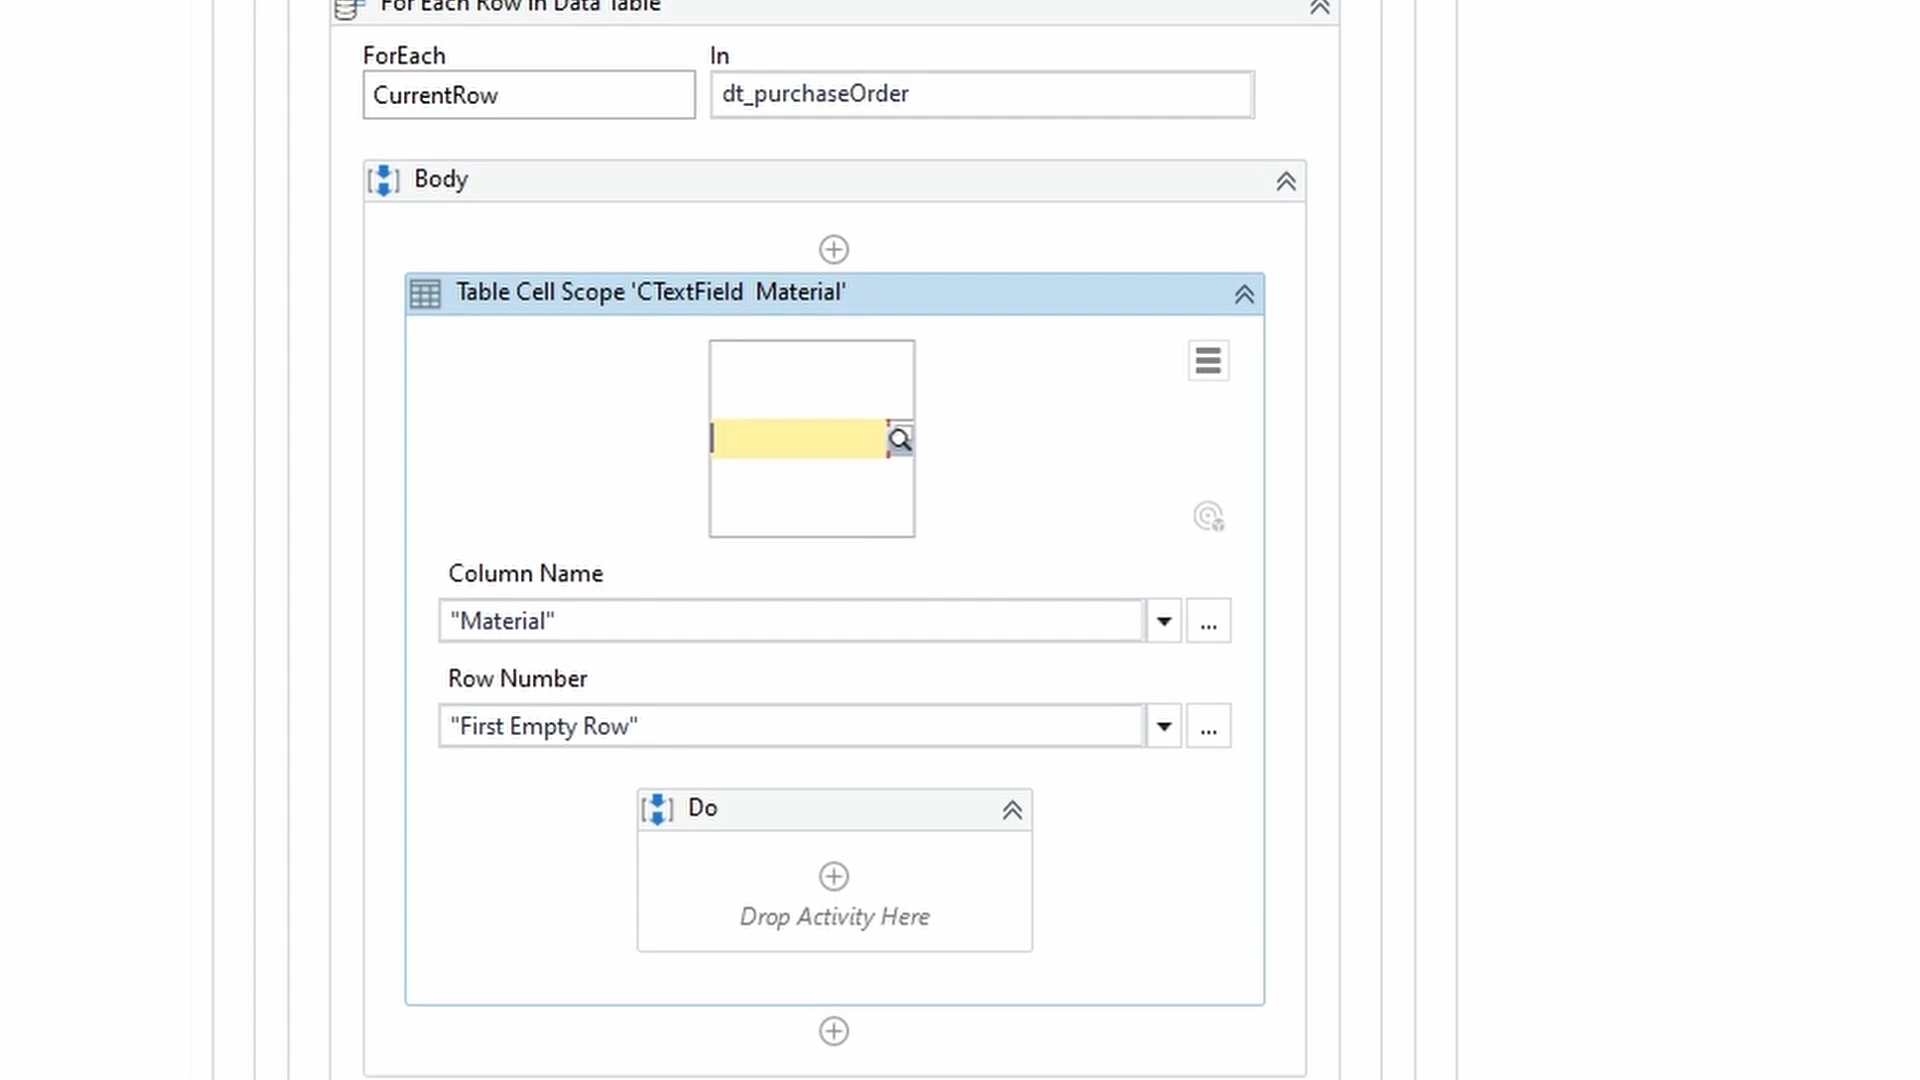 For Each Row in Data Table
ForEach
In
CurrentRow
dt_purchaseOrder
Body
Table Cell Scope 'CTextField  Material'
Column Name
"Material"
...
Row Number
"First Empty Row"
...
Do
Drop Activity Here